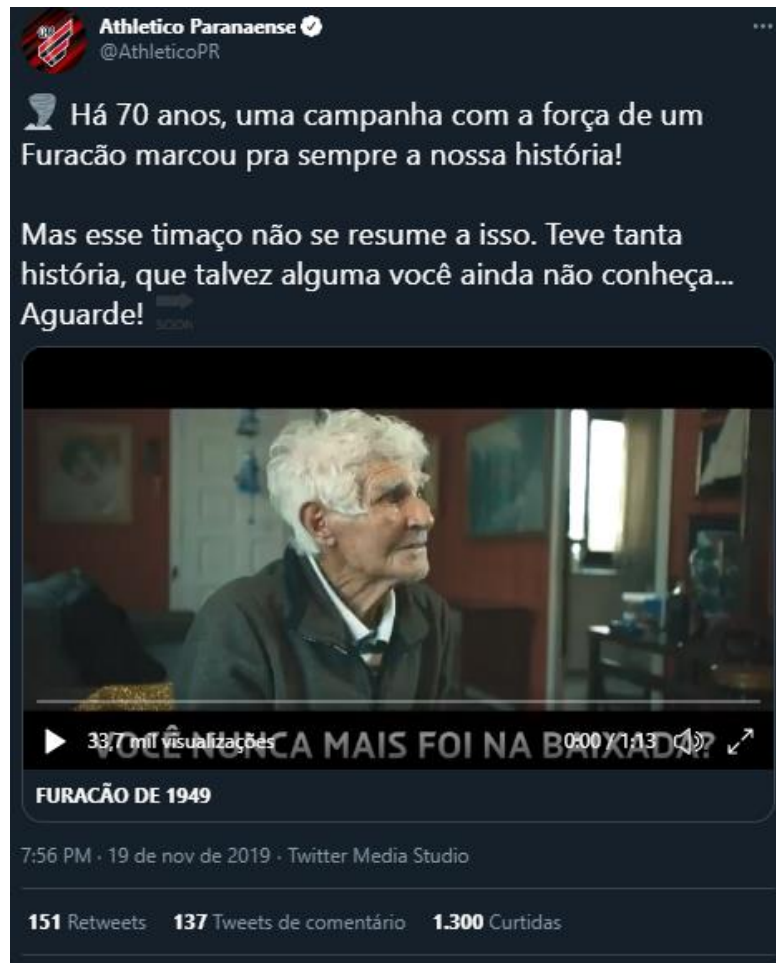 Athletico Paranaense
@AthleticoPR
Há 70 anos, uma campanha com a força de um
Furacão marcou pra sempre a nossa história!
Mas esse timaço não se resume a isso. Teve tanta
história, que talvez alguma você ainda não conheça...
Aguarde!
SOON
VOCÊ NUNCA MAIS FOI NA BAIXADA?
33,7 mil visualizações
0:00 / 1:13
FURACÃO DE 1949
7:56 PM · 19 de nov de 2019 · Twitter Media Studio
151 Retweets 137 Tweets de comentário 1.300 Curtidas